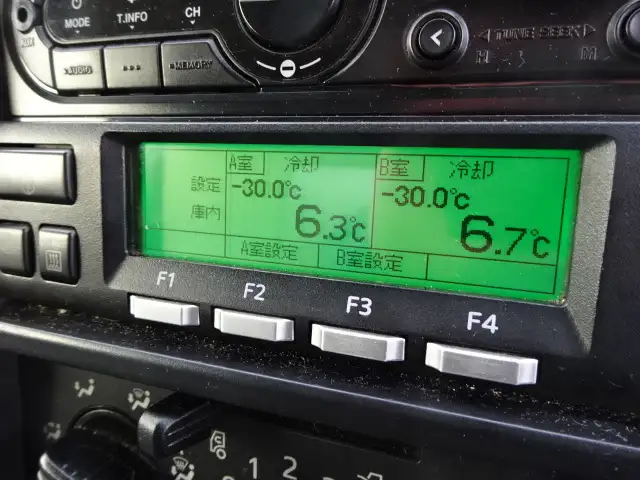 MODE
T.INFO
CH
AUDIO
MEMORY
TUNE SEEK
A室 冷却 B室 冷却
設定 -30.0℃ -30.0℃
庫内 6.3℃ 6.7℃
A室設定 B室設定
F1 F2 F3 F4
1 2